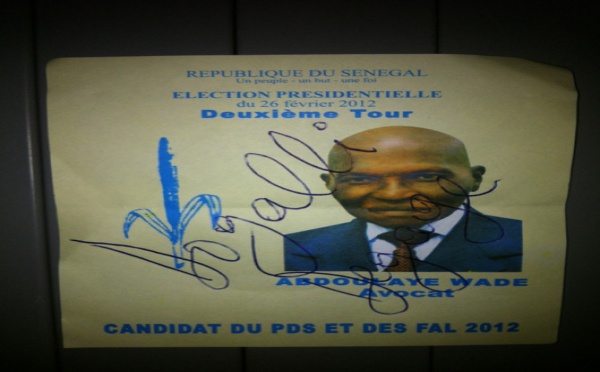 REPUBLIQUE DU SENEGAL
Un peuple - un but - une foi
ELECTION PRESIDENTIELLE
du 26 février 2012
Deuxième Tour
ABDOULAYE WADE
Avocat
CANDIDAT DU PDS ET DES FAL 2012